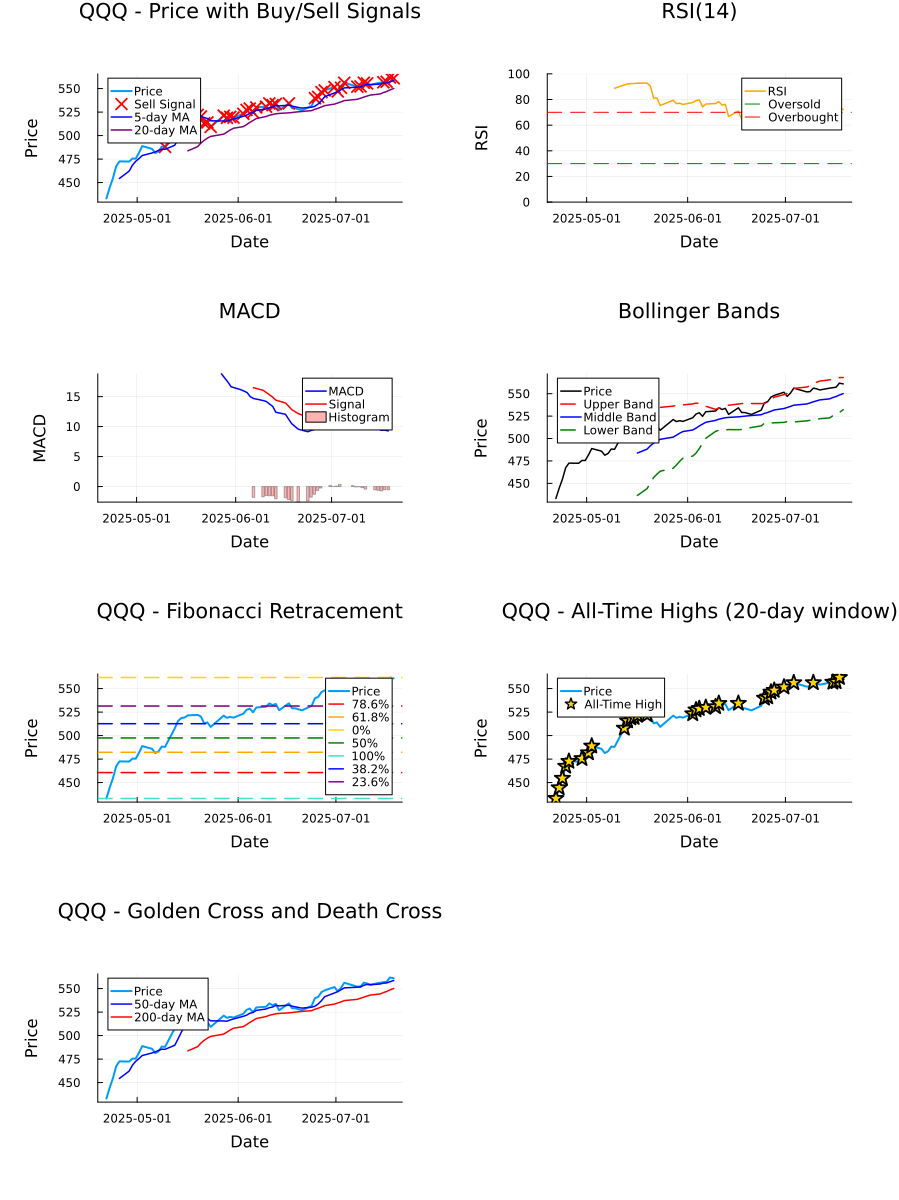 QQQ - Price with Buy/Sell Signals
Price
550
525
500
475
450
Price
Sell Signal
5-day MA
20-day MA
2025-05-01 2025-06-01 2025-07-01
Date
RSI(14)
RSI
100
80
60
40
20
0
RSI
Oversold
Overbought
2025-05-01 2025-06-01 2025-07-01
Date
MACD
MACD
15
10
5
0
MACD
Signal
Histogram
2025-05-01 2025-06-01 2025-07-01
Date
Bollinger Bands
Price
550
525
500
475
450
Price
Upper Band
Middle Band
Lower Band
2025-05-01 2025-06-01 2025-07-01
Date
QQQ - Fibonacci Retracement
Price
550
525
500
475
450
Price
78.6%
61.8%
0%
50%
100%
38.2%
23.6%
2025-05-01 2025-06-01 2025-07-01
Date
QQQ - All-Time Highs (20-day window)
Price
550
525
500
475
450
Price
All-Time High
2025-05-01 2025-06-01 2025-07-01
Date
QQQ - Golden Cross and Death Cross
Price
550
525
500
475
450
Price
50-day MA
200-day MA
2025-05-01 2025-06-01 2025-07-01
Date